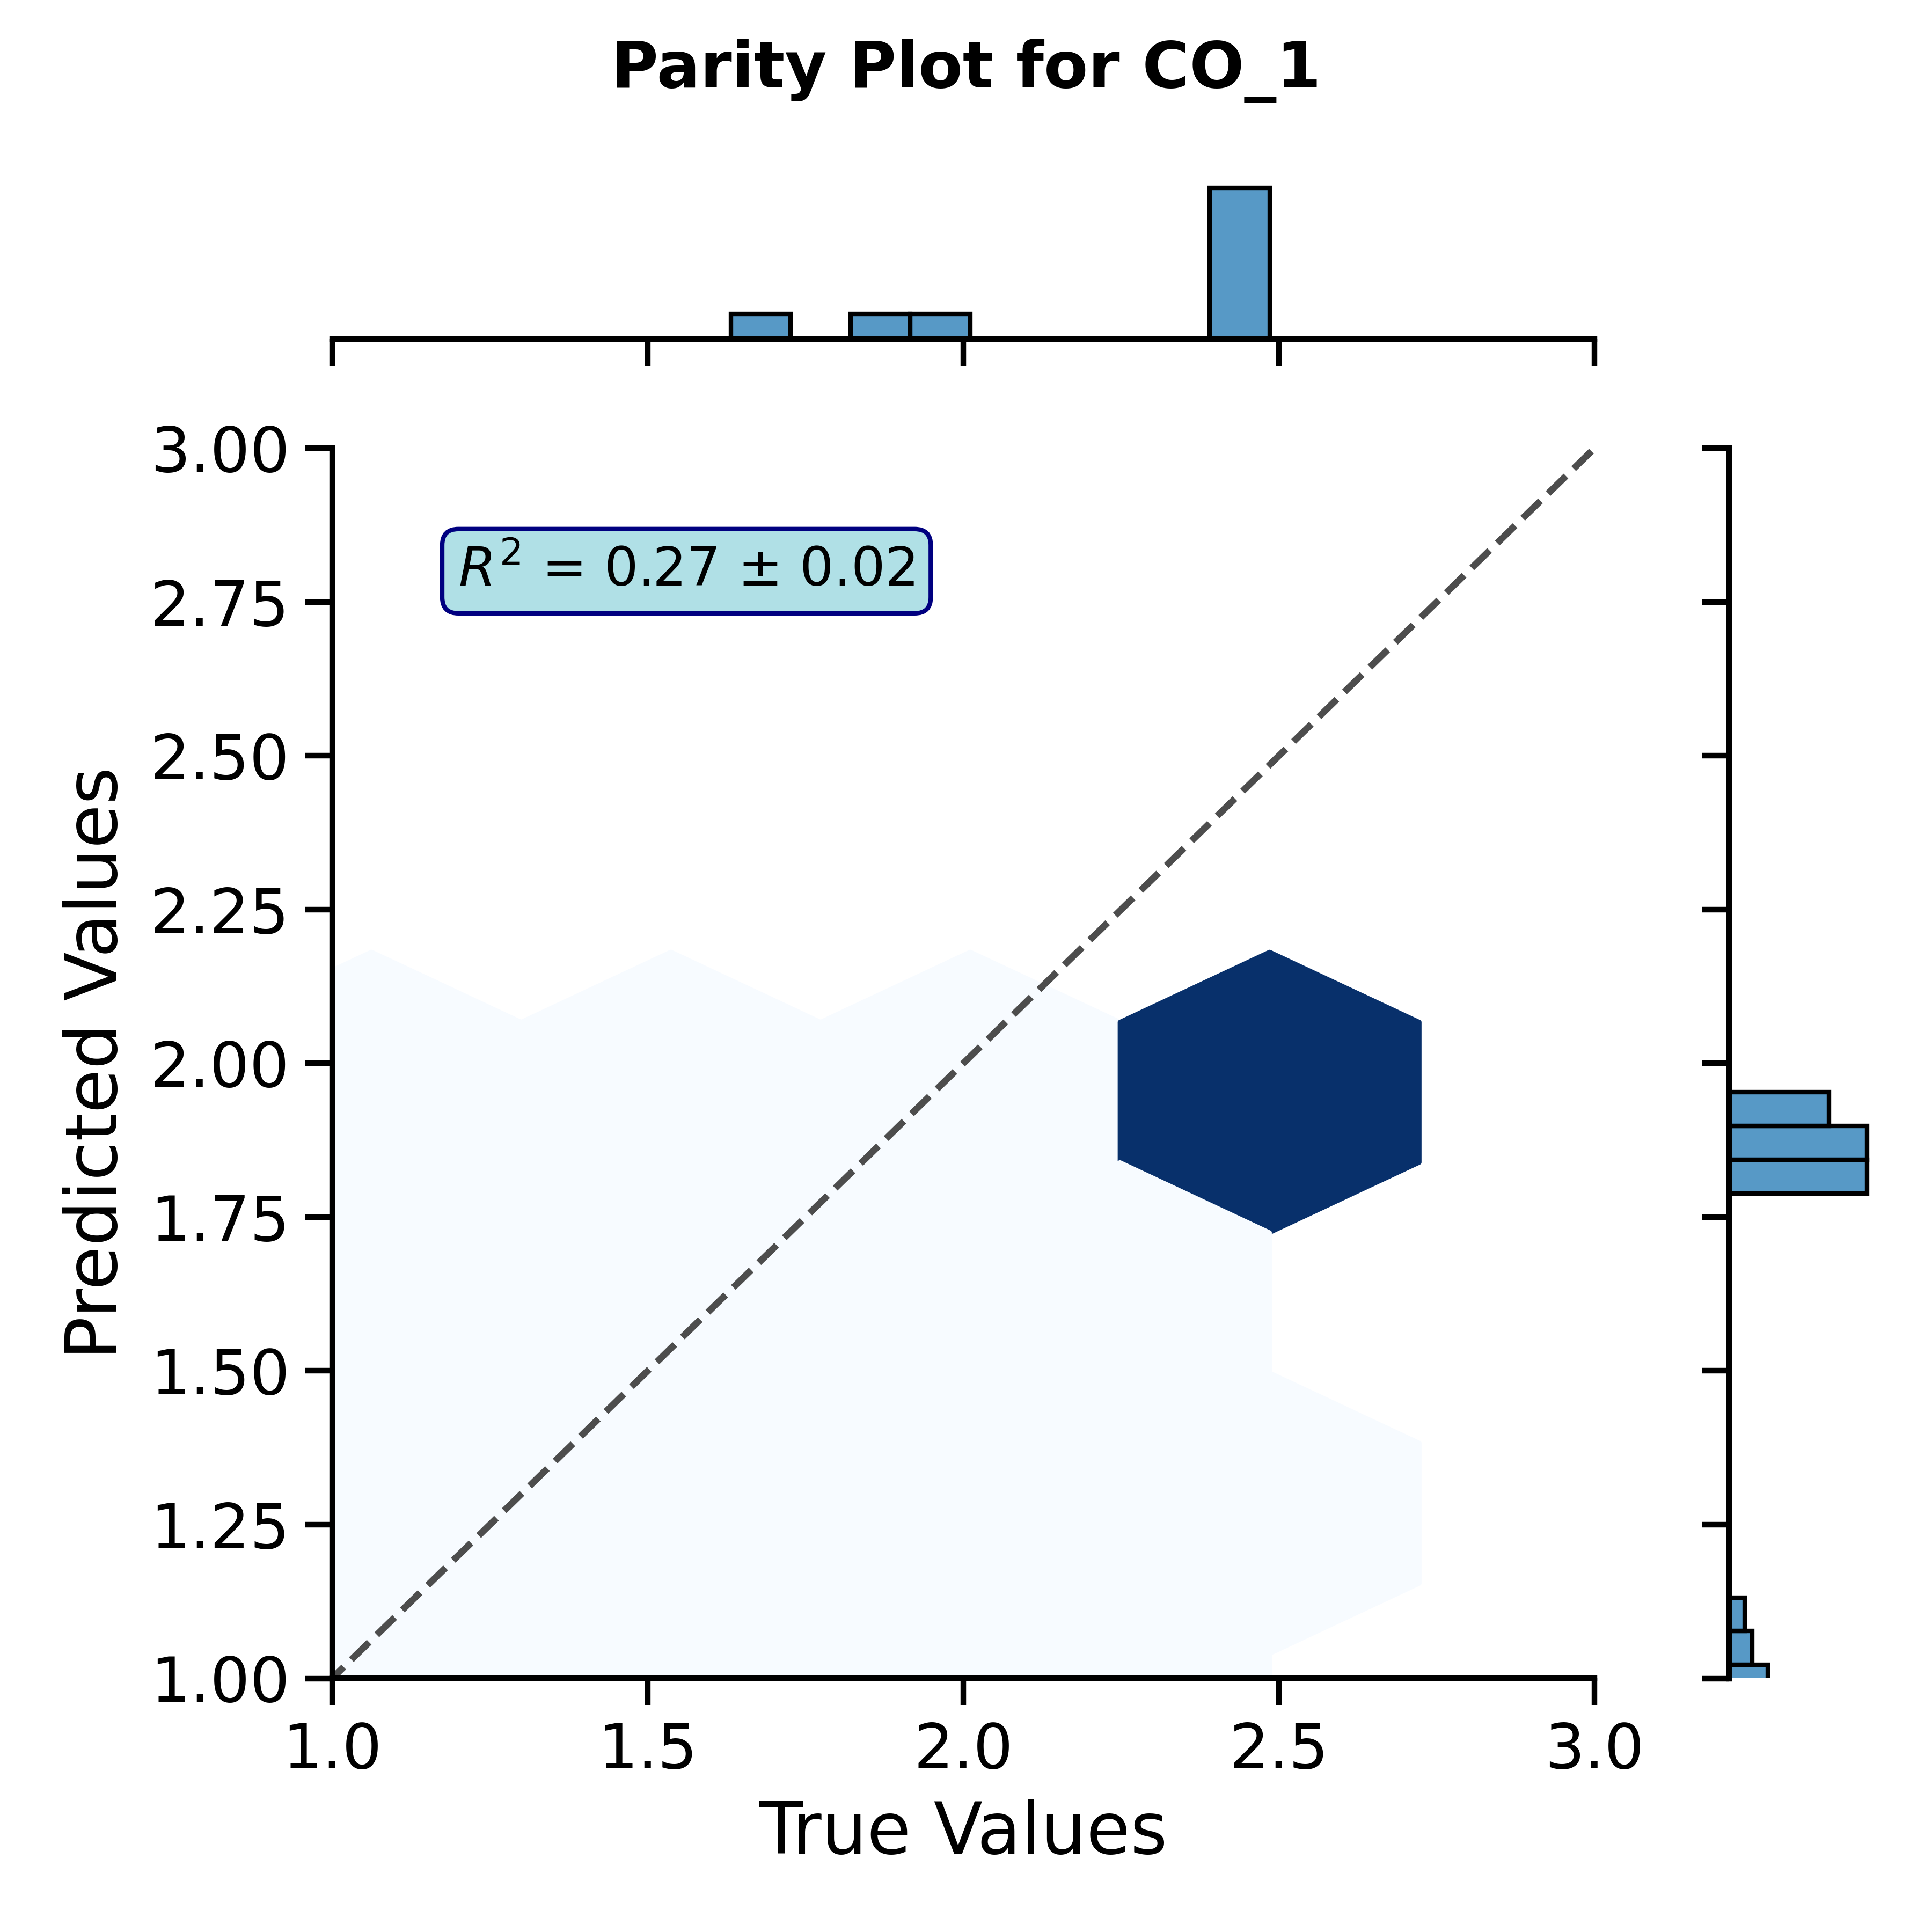 Parity Plot for CO_1
R² = 0.27 ± 0.02
Predicted Values
3.00
2.75
2.50
2.25
2.00
1.75
1.50
1.25
1.00
1.0 1.5 2.0 2.5 3.0
True Values